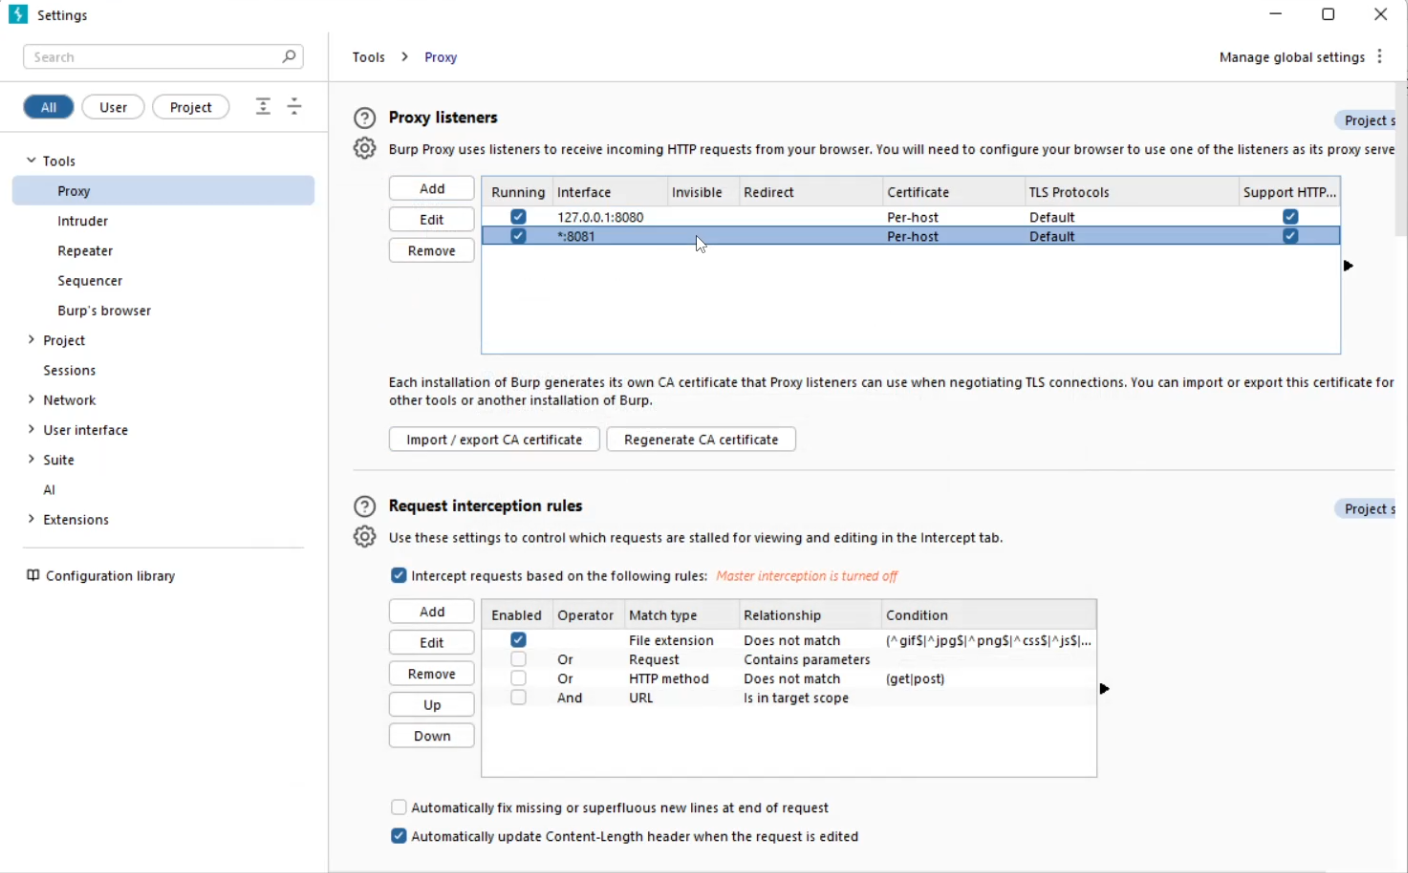 Settings
Search
Tools > Proxy
Manage global settings
All User Project
Tools
Proxy
Intruder
Repeater
Sequencer
Burp's browser
Project
Sessions
Network
User interface
Suite
AI
Extensions
Configuration library
Proxy listeners
Project s
Burp Proxy uses listeners to receive incoming HTTP requests from your browser. You will need to configure your browser to use one of the listeners as its proxy serve
Add
Edit
Remove
Running Interface Invisible Redirect Certificate TLS Protocols Support HTTP...
127.0.0.1:8080 Per-host Default
*:8081 Per-host Default
Each installation of Burp generates its own CA certificate that Proxy listeners can use when negotiating TLS connections. You can import or export this certificate for
other tools or another installation of Burp.
Import / export CA certificate Regenerate CA certificate
Request interception rules
Project s
Use these settings to control which requests are stalled for viewing and editing in the Intercept tab.
Intercept requests based on the following rules: Master interception is turned off
Add
Edit
Remove
Up
Down
Enabled Operator Match type Relationship Condition
File extension Does not match (^gif$|^jpg$|^png$|^css$|^js$|...
Or Request Contains parameters
Or HTTP method Does not match (get|post)
And URL Is in target scope
Automatically fix missing or superfluous new lines at end of request
Automatically update Content-Length header when the request is edited